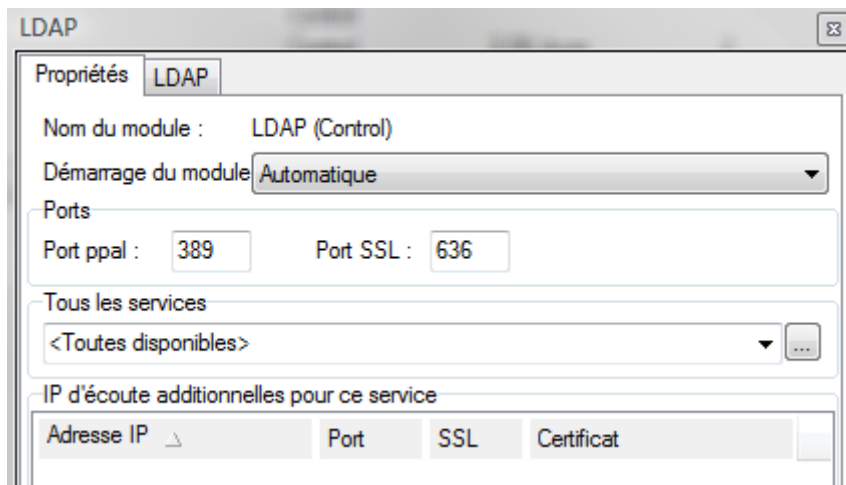 LDAP
Propriétés LDAP
Nom du module : LDAP (Control)
Démarrage du module Automatique
Ports
Port ppal : 389 Port SSL : 636
Tous les services
<Toutes disponibles> ...
IP d'écoute additionnelles pour ce service
Adresse IP Port SSL Certificat